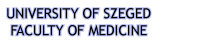 UNIVERSITY OF SZEGED
FACULTY OF MEDICINE